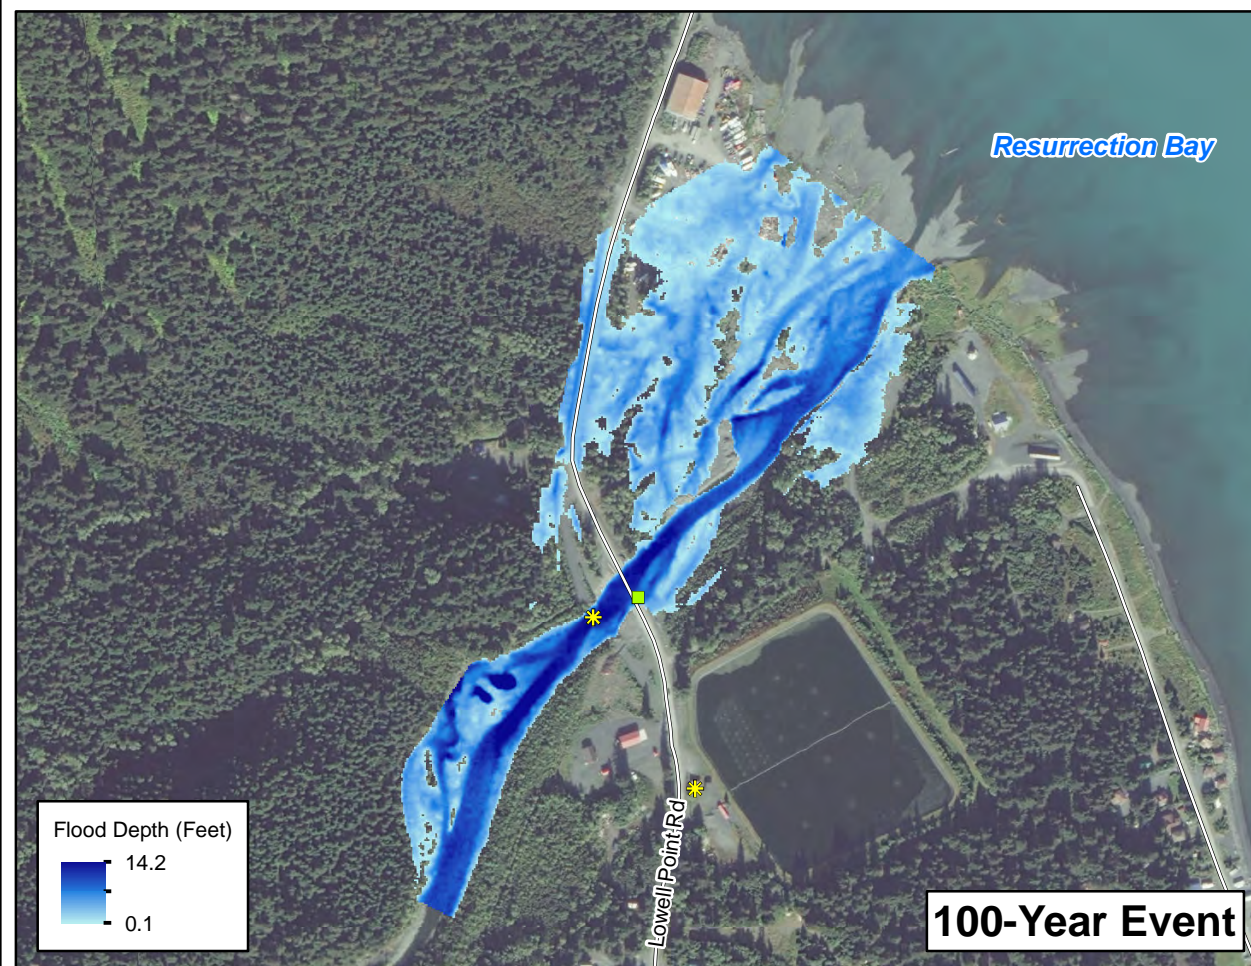 Resurrection Bay
Lowell Point Rd
Flood Depth (Feet)
14.2
0.1
100-Year Event